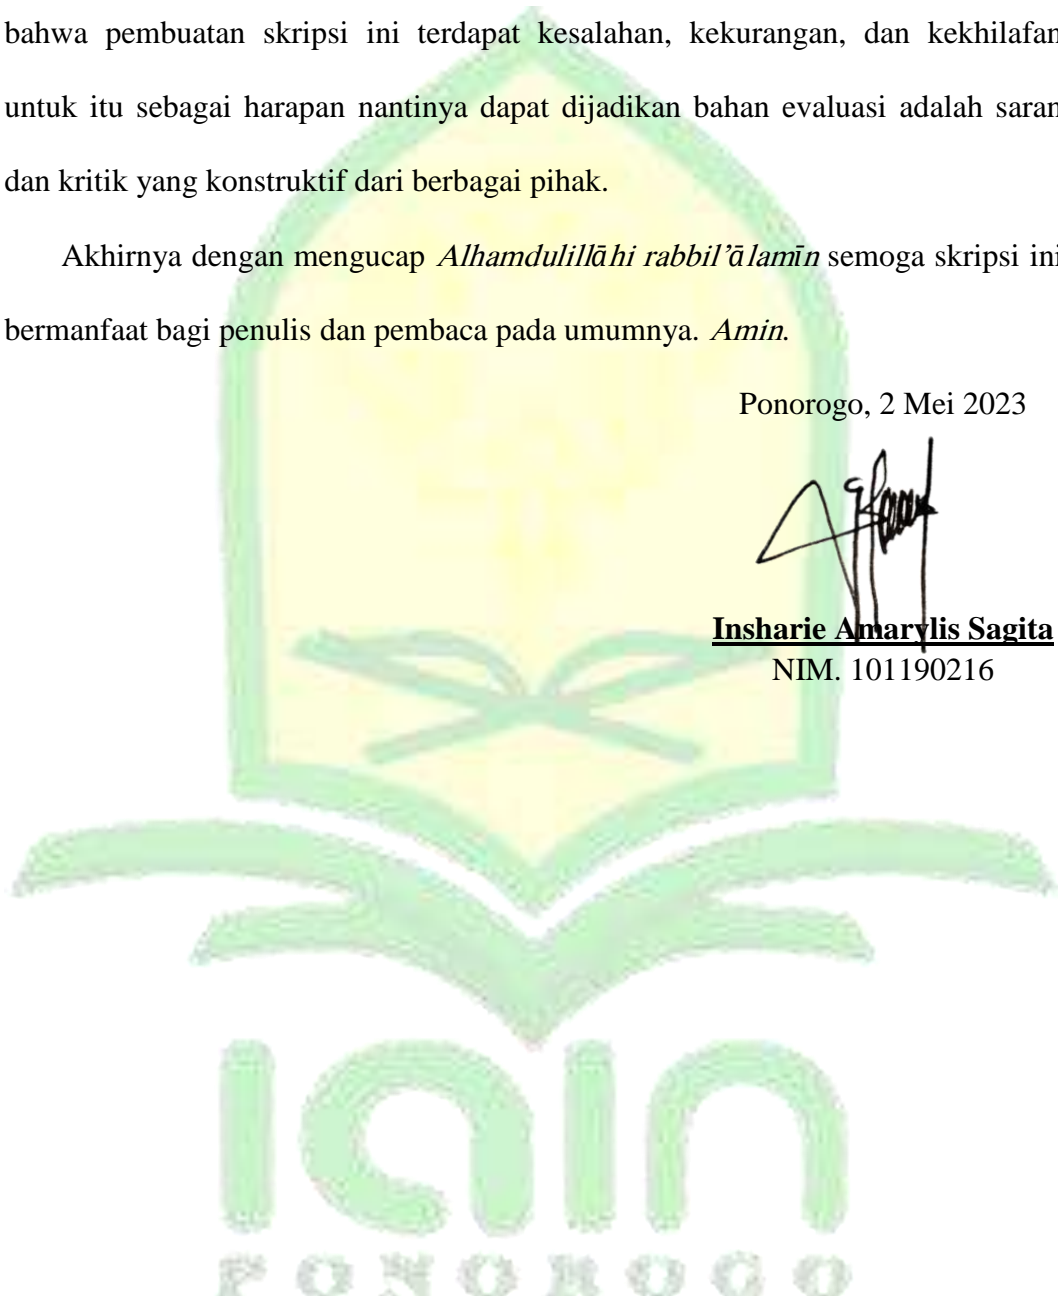 bahwa pembuatan skripsi ini terdapat kesalahan, kekurangan, dan kekhilafan
untuk itu sebagai harapan nantinya dapat dijadikan bahan evaluasi adalah saran
dan kritik yang konstruktif dari berbagai pihak.
Akhirnya dengan mengucap Alhamdulillāhi rabbil’ālamīn semoga skripsi ini
bermanfaat bagi penulis dan pembaca pada umumnya. Amin.
Ponorogo, 2 Mei 2023
Insharie Amarylis Sagita
NIM. 101190216
iain
PONOROGO